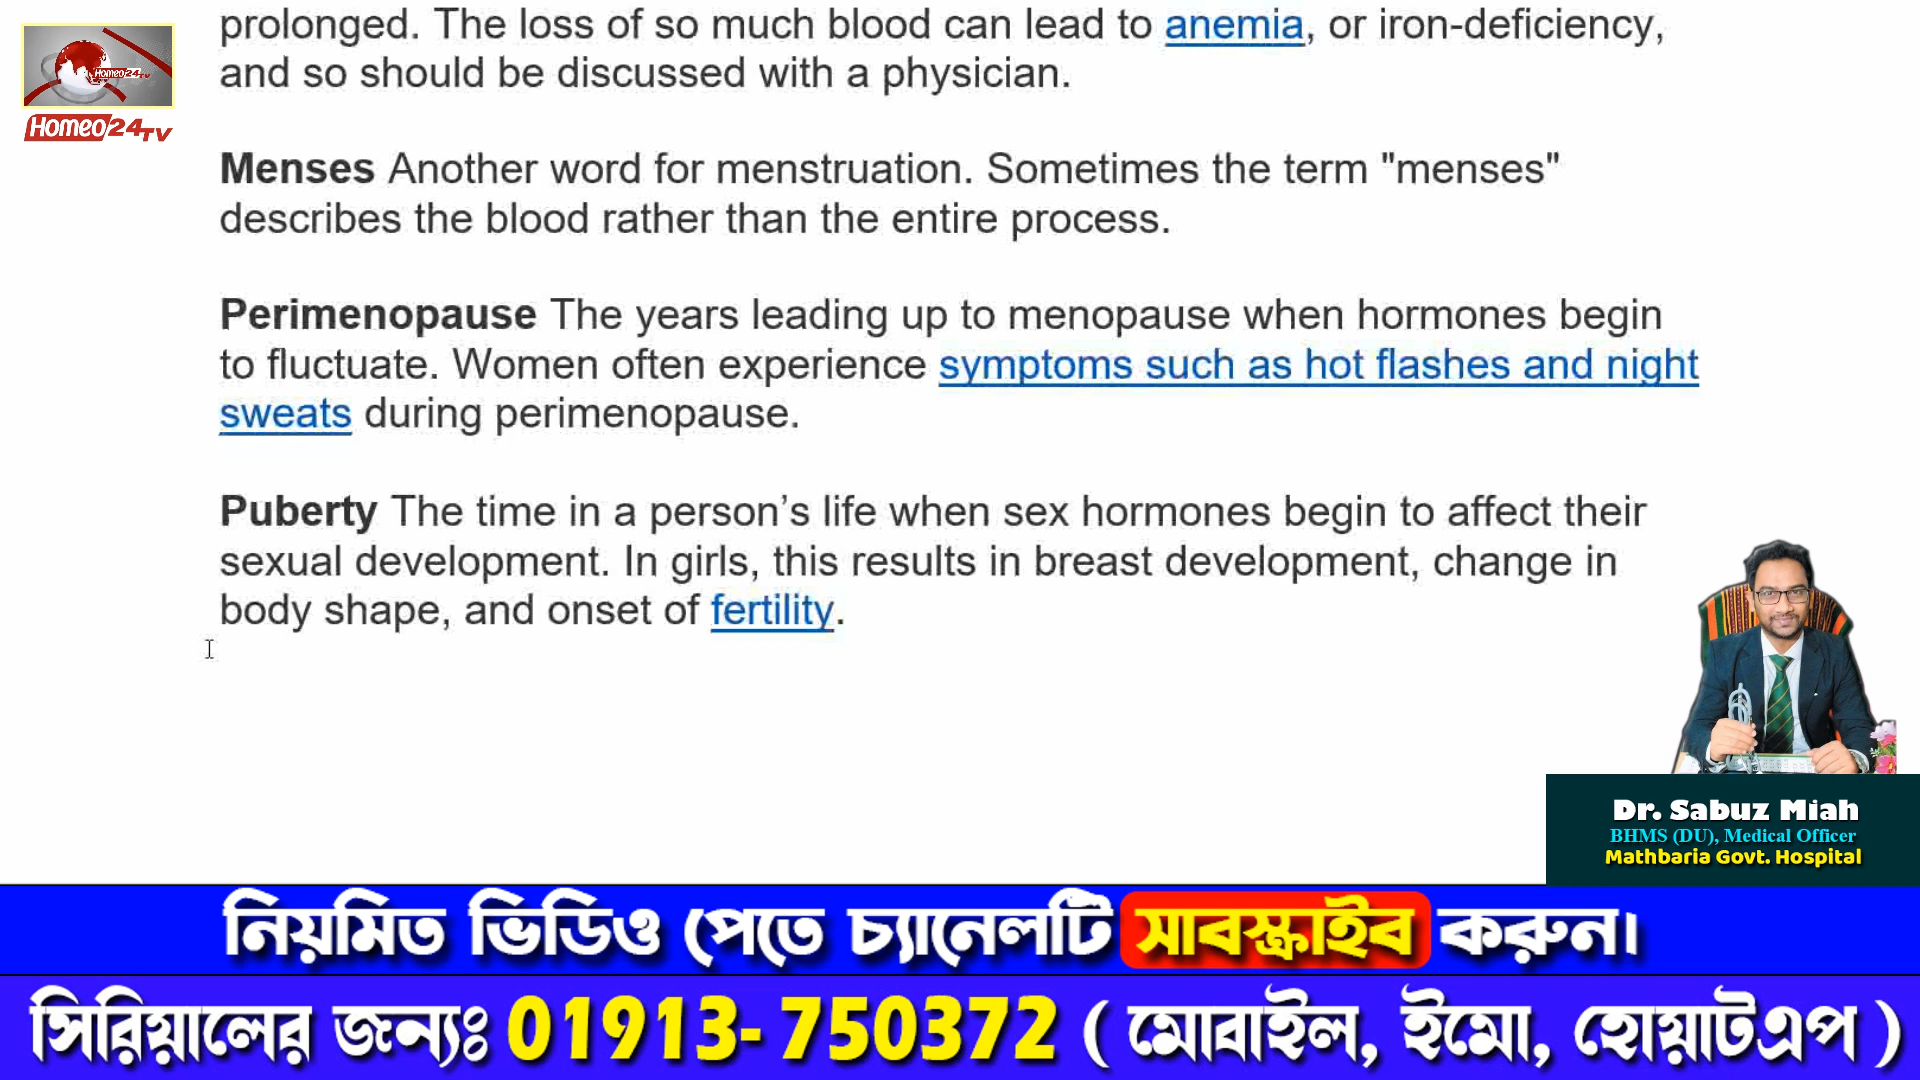 prolonged. The loss of so much blood can lead to anemia, or iron-deficiency,
and so should be discussed with a physician.
Homeo24TV
Homeo24TV
Menses Another word for menstruation. Sometimes the term "menses"
describes the blood rather than the entire process.
Perimenopause The years leading up to menopause when hormones begin
to fluctuate. Women often experience symptoms such as hot flashes and night
sweats during perimenopause.
Puberty The time in a person’s life when sex hormones begin to affect their
sexual development. In girls, this results in breast development, change in
body shape, and onset of fertility.
Dr. Sabuz Miah
BHMS (DU), Medical Officer
Mathbaria Govt. Hospital
নিয়মিত ভিডিও পেতে চ্যানেলটি সাবস্ক্রাইব করুন।
সিরিয়ালের জন্যঃ 01913- 750372 ( মোবাইল, ইমো, হোয়াটএপ )